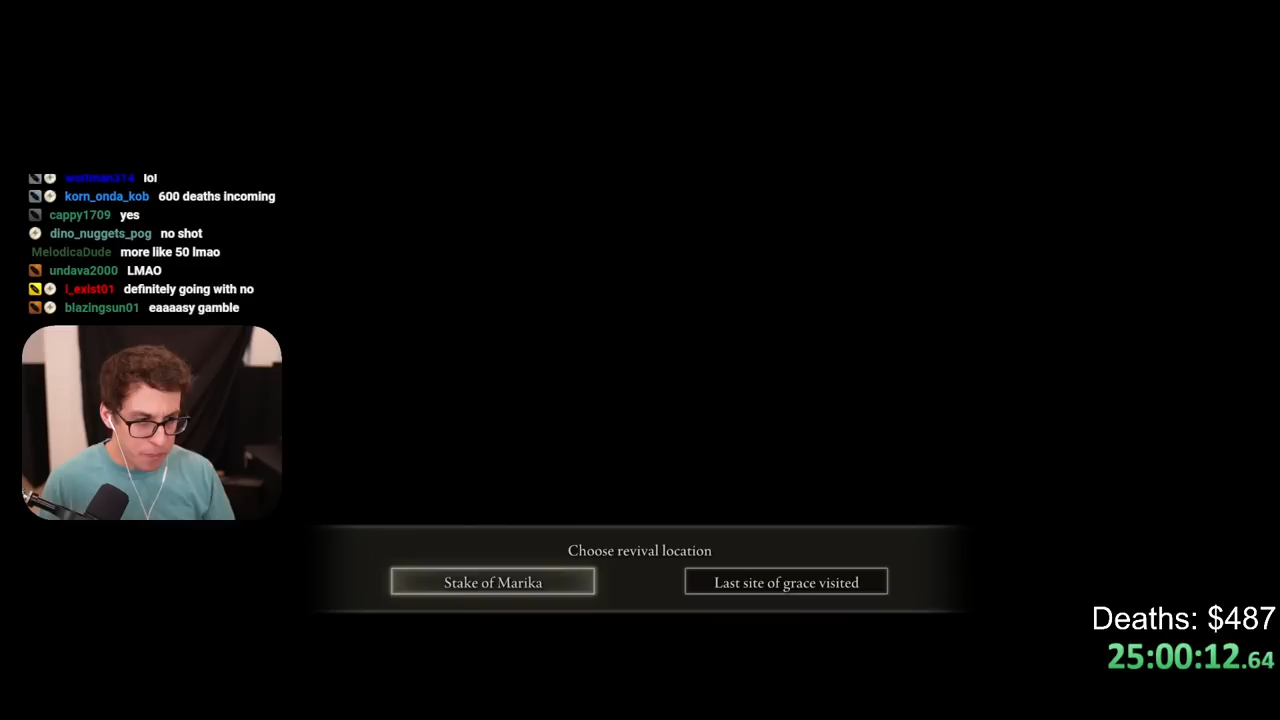 lol
korn_onda_kob 600 deaths incoming
cappy1709 yes
dino_nuggets_pog no shot
MelodicaDude more like 50 lmao
undava2000 LMAO
i_exist01 definitely going with no
blazingsun01 eaaaasy gamble
Choose revival location
Stake of Marika
Last site of grace visited
Deaths: $487
25:00:12.64